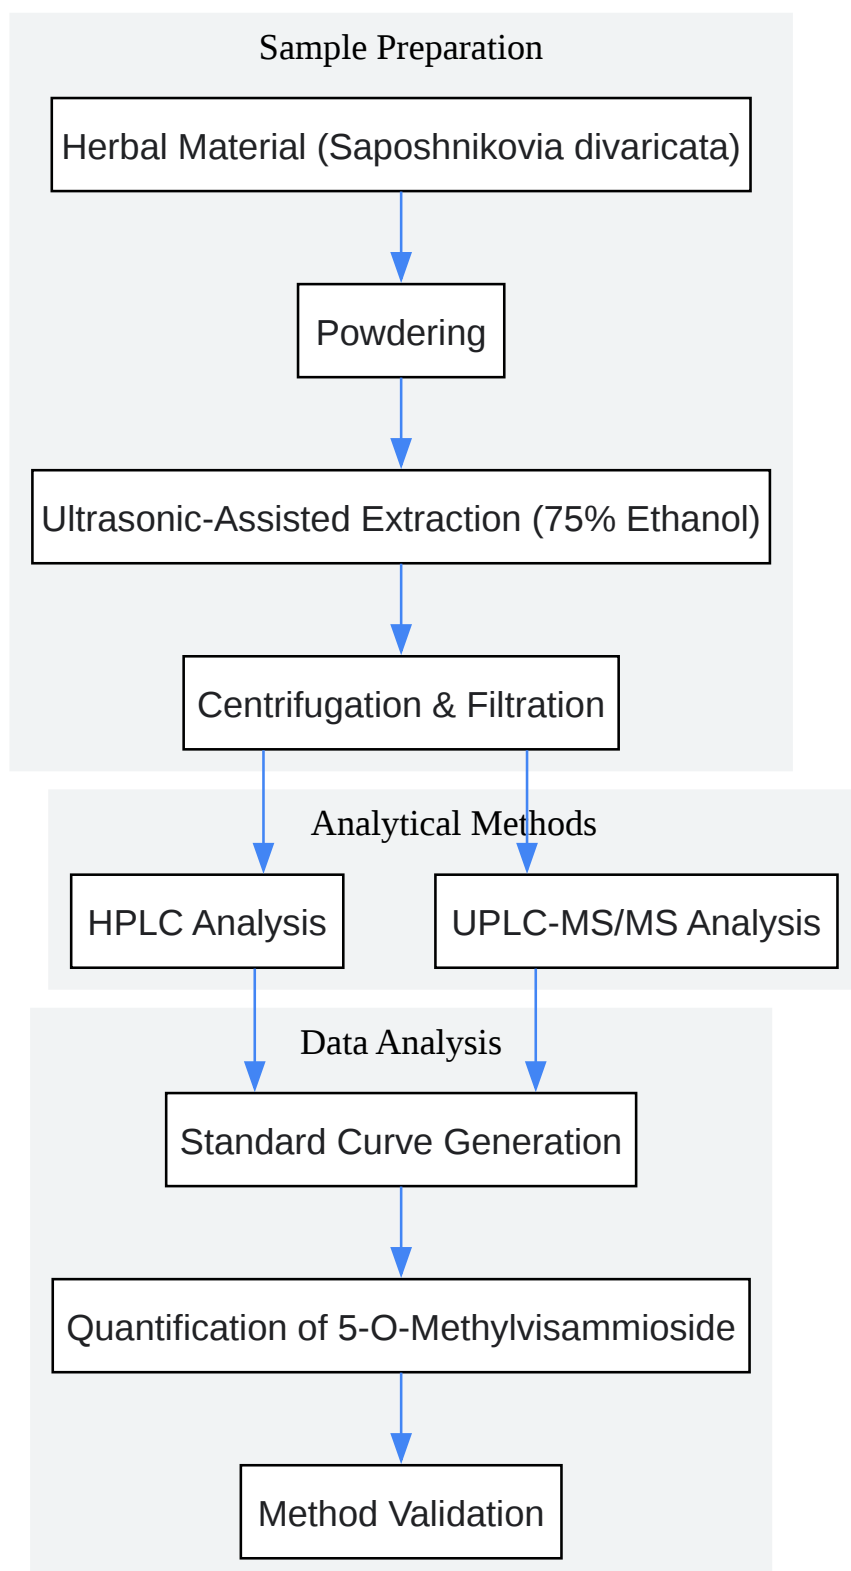 Sample Preparation
Herbal Material (Saposhnikovia divaricata)
Powdering
Ultrasonic-Assisted Extraction (75% Ethanol)
Centrifugation & Filtration
Analytical Methods
HPLC Analysis
UPLC-MS/MS Analysis
Data Analysis
Standard Curve Generation
Quantification of 5-O-Methylvisammioside
Method Validation